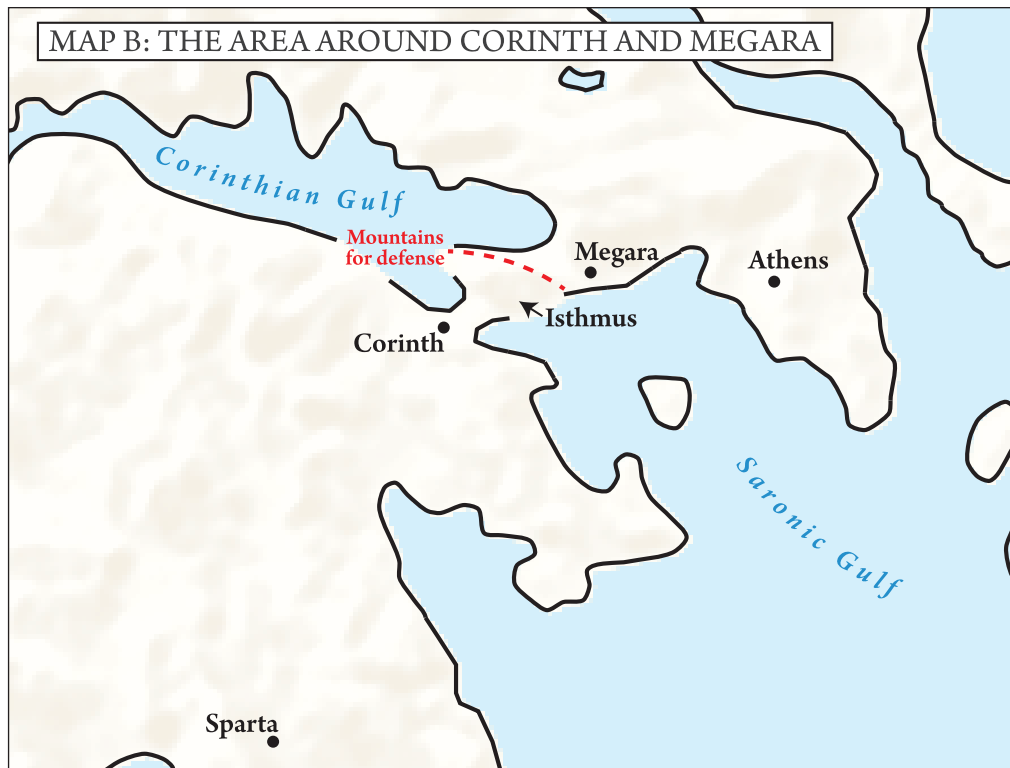 MAP B: THE AREA AROUND CORINTH AND MEGARA
Corinthian Gulf
Mountains
for defense
Megara
Athens
Isthmus
Corinth
Saronic Gulf
Sparta